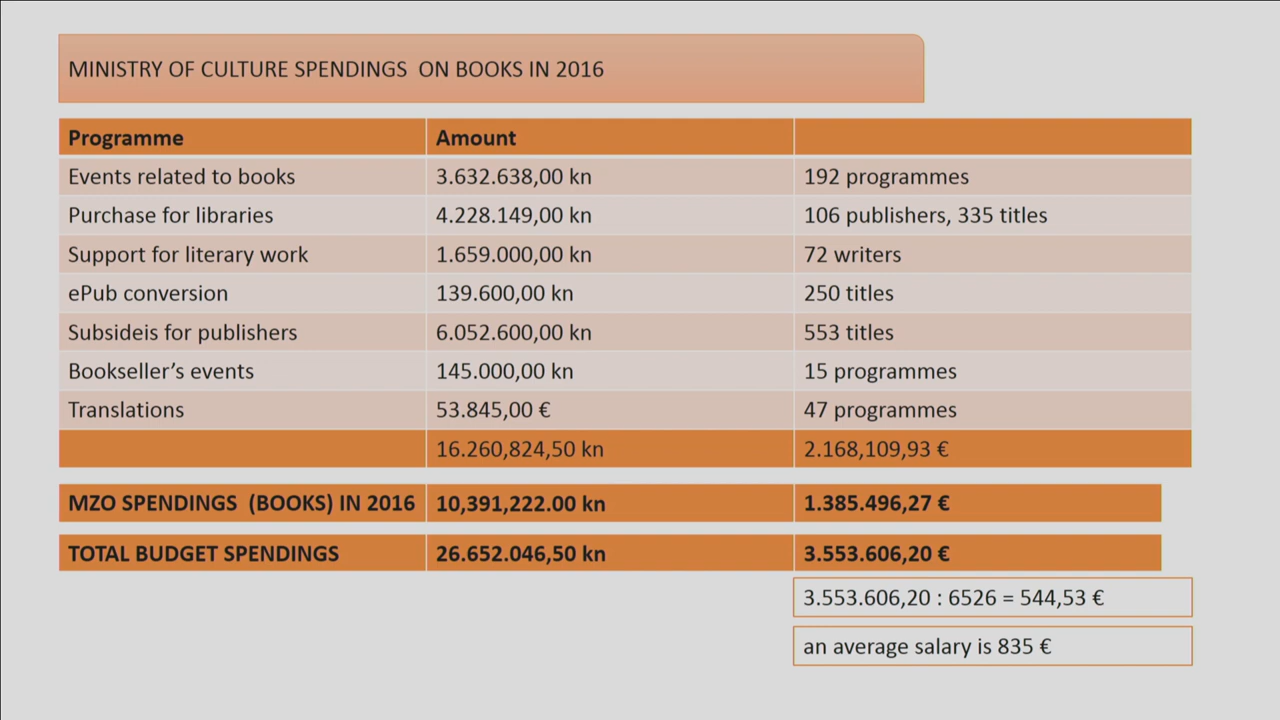 MINISTRY OF CULTURE SPENDINGS ON BOOKS IN 2016
Programme Amount
Events related to books 3.632.638,00 kn 192 programmes
Purchase for libraries 4.228.149,00 kn 106 publishers, 335 titles
Support for literary work 1.659.000,00 kn 72 writers
ePub conversion 139.600,00 kn 250 titles
Subsideis for publishers 6.052.600,00 kn 553 titles
Bookseller’s events 145.000,00 kn 15 programmes
Translations 53.845,00 € 47 programmes
16.260,824,50 kn 2.168,109,93 €
MZO SPENDINGS (BOOKS) IN 2016 10,391,222.00 kn 1.385.496,27 €
TOTAL BUDGET SPENDINGS 26.652.046,50 kn 3.553.606,20 €
3.553.606,20 : 6526 = 544,53 €
an average salary is 835 €